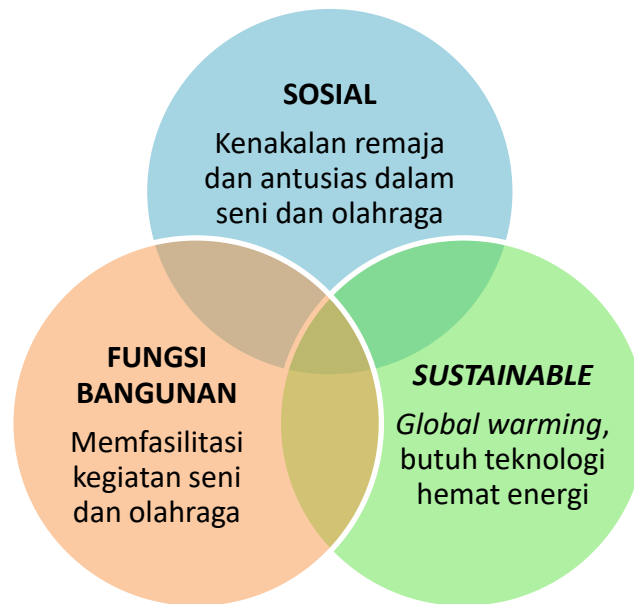 SOSIAL
Kenakalan remaja
dan antusias dalam
seni dan olahraga
FUNGSI
BANGUNAN
Memfasilitasi
kegiatan seni
dan olahraga
SUSTAINABLE
Global warming,
butuh teknologi
hemat energi